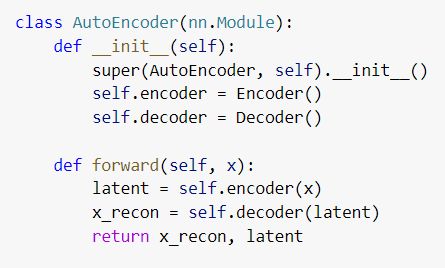 class AutoEncoder(nn.Module):
    def __init__(self):
        super(AutoEncoder, self).__init__()
        self.encoder = Encoder()
        self.decoder = Decoder()

    def forward(self, x):
        latent = self.encoder(x)
        x_recon = self.decoder(latent)
        return x_recon, latent